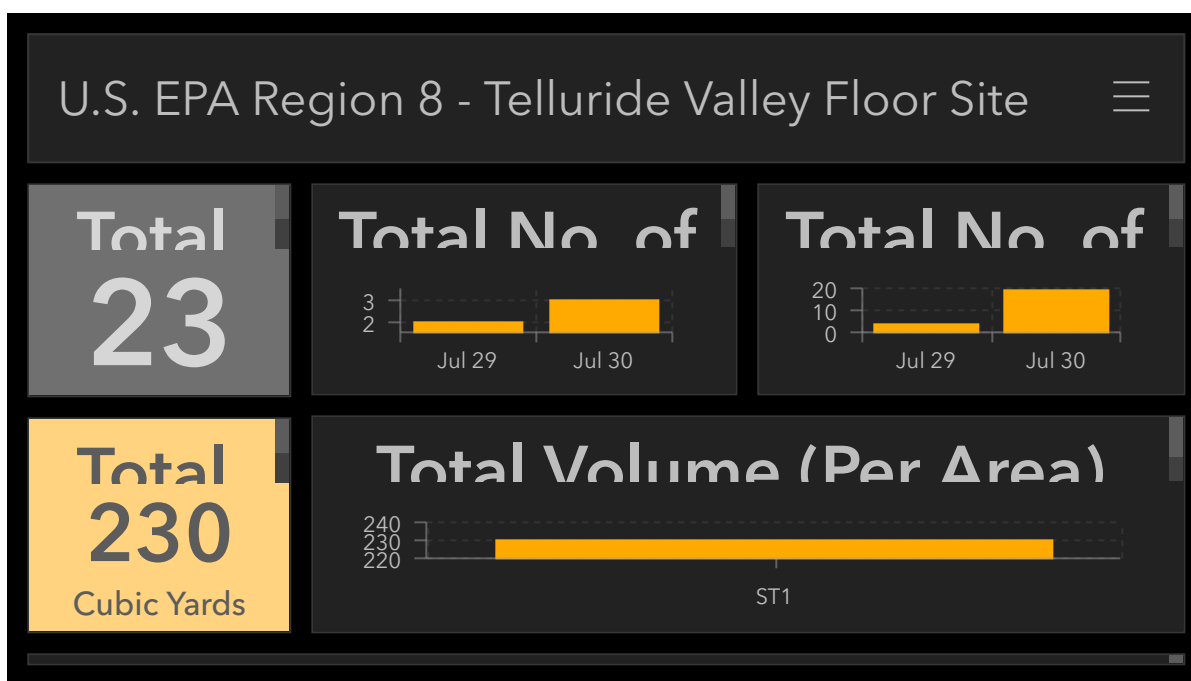 U.S. EPA Region 8 - Telluride Valley Floor Site
Total
23
Total No. of
3
2
Jul 29 Jul 30
Total No. of
20
10
0
Jul 29 Jul 30
Total
230
Cubic Yards
Total Volume (Per Area)
240
230
220
ST1